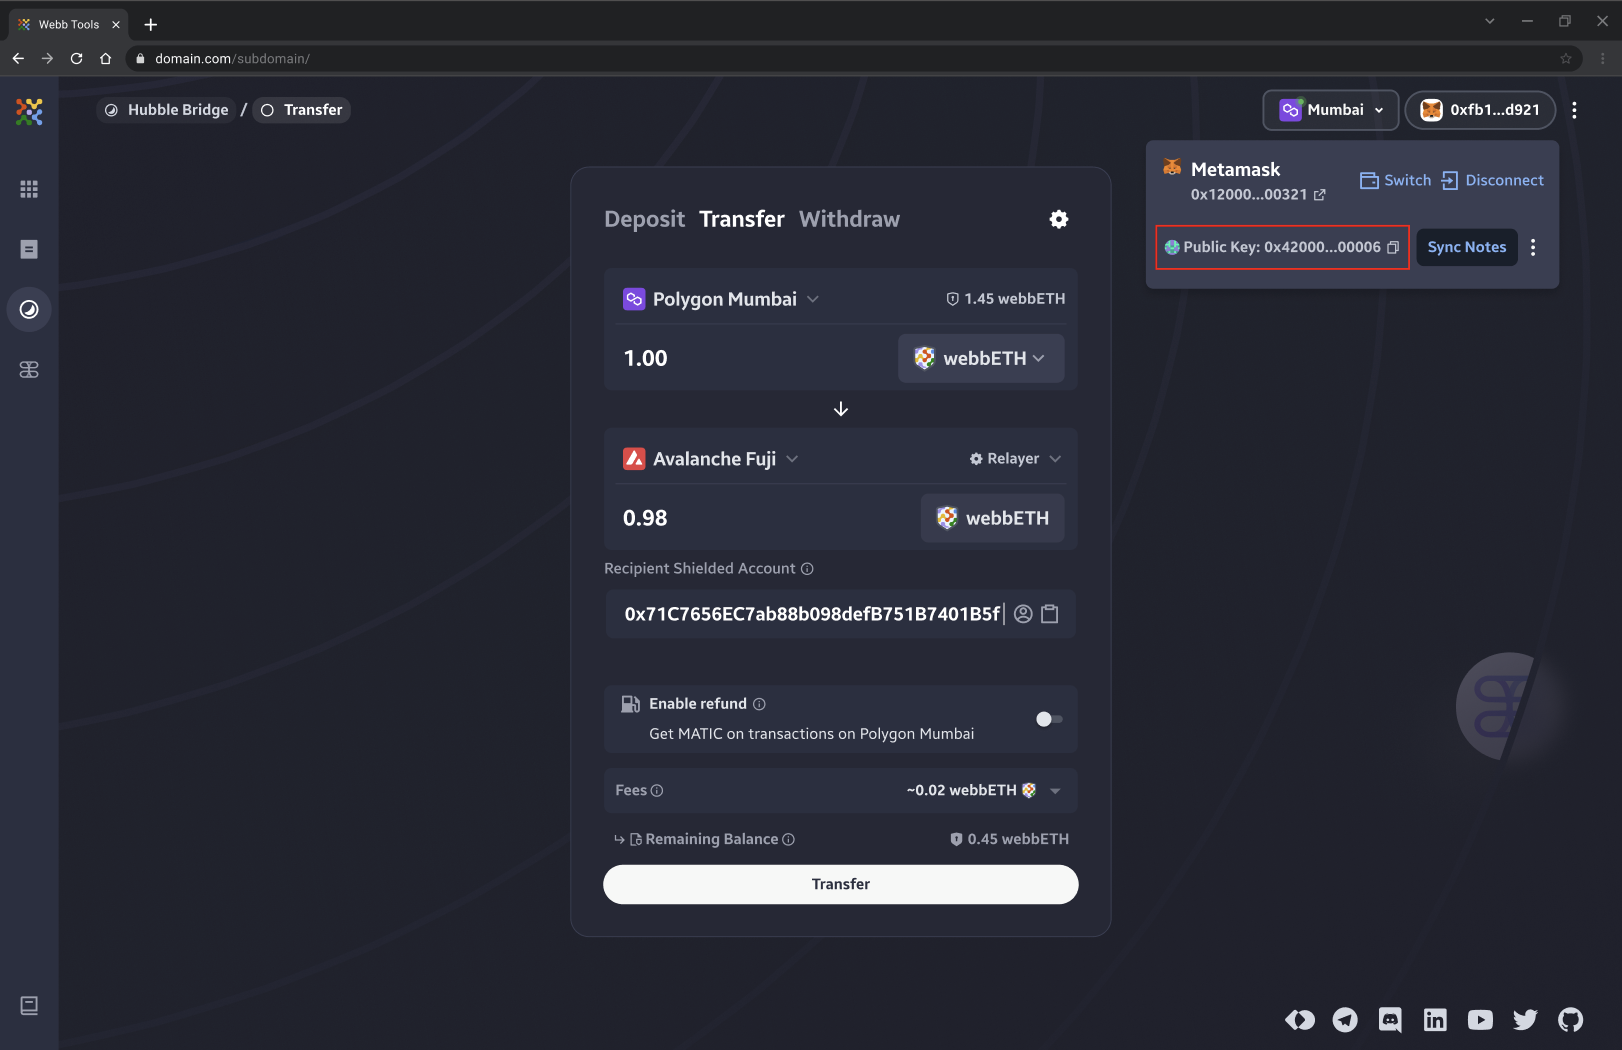 Webb Tools
domain.com/subdomain/
Hubble Bridge / Transfer
Mumbai
0xfb1...d921
Metamask
0x12000...00321
Switch
Disconnect
Public Key: 0x42000...00006
Sync Notes
Deposit Transfer Withdraw
Polygon Mumbai
1.45 webbETH
1.00
webbETH
Avalanche Fuji
Relayer
0.98
webbETH
Recipient Shielded Account
0x71C7656EC7ab88b098defB751B7401B5f
Enable refund
Get MATIC on transactions on Polygon Mumbai
Fees
~0.02 webbETH
Remaining Balance
0.45 webbETH
Transfer